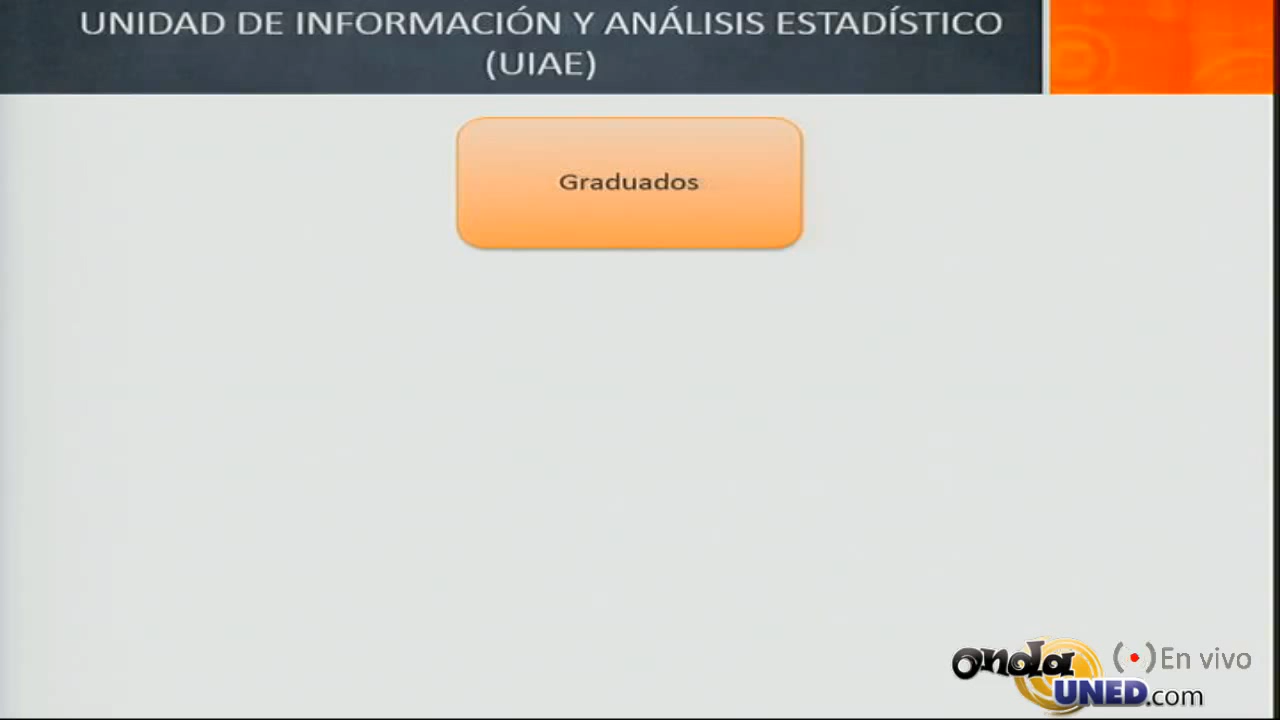 UNIDAD DE INFORMACIÓN Y ANÁLISIS ESTADÍSTICO
(UIAE)
Graduados
onda
UNED.com
En vivo